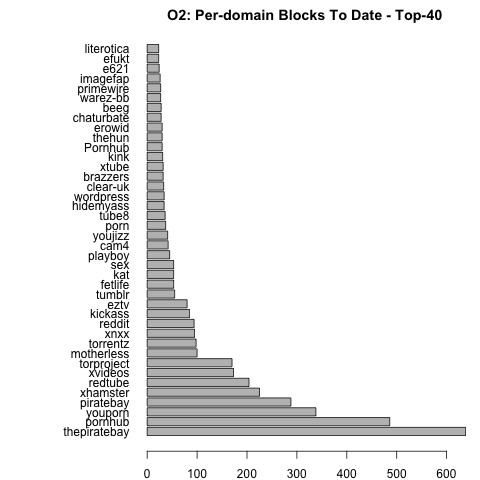 O2: Per-domain Blocks To Date - Top-40
literotica
efukt
e621
imagefap
primewire
warez-bb
beeg
chaturbate
erowid
thehun
Pornhub
kink
xtube
brazzers
clear-uk
wordpress
hidemyass
tube8
porn
youjizz
cam4
playboy
sex
kat
fetlife
tumblr
eztv
kickass
reddit
xnxx
torrentz
motherless
torproject
xvideos
redtube
xhamster
piratebay
youporn
pornhub
thepiratebay
0 100 200 300 400 500 600